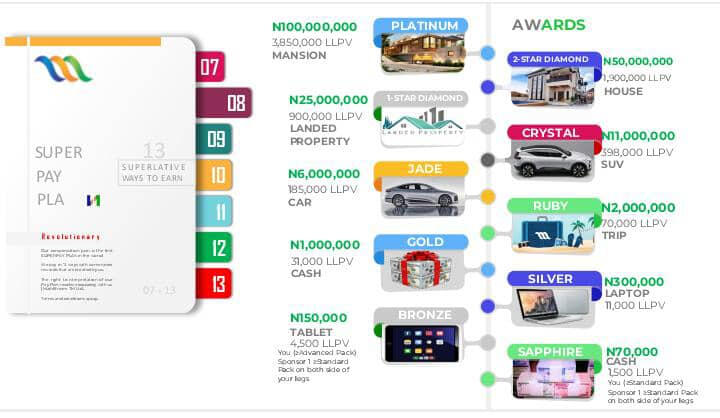 SUPER
PAY
PLA
13
SUPERLATIVE
WAYS TO EARN
Revolutionary
07 - 13
07
08
09
10
11
12
13
AWARDS
N100,000,000
3,850,000 LLPV
MANSION
PLATINUM
2-STAR DIAMOND
N50,000,000
1,900,000 LLPV
HOUSE
N25,000,000
900,000 LLPV
LANDED
PROPERTY
1-STAR DIAMOND
LANDED PROPERTY
CRYSTAL
N11,000,000
398,000 LLPV
SUV
N6,000,000
185,000 LLPV
CAR
JADE
RUBY
N2,000,000
70,000 LLPV
TRIP
N1,000,000
31,000 LLPV
CASH
GOLD
SILVER
N300,000
LAPTOP
11,000 LLPV
N150,000
TABLET
4,500 LLPV
You (≥Advanced Pack)
Sponsor 1 ≥Standard
Pack on both side of
your legs
BRONZE
SAPPHIRE
N70,000
CASH
1,500 LLPV
You (≥Standard Pack)
Sponsor 1 ≥Standard Pack
on both side of your legs